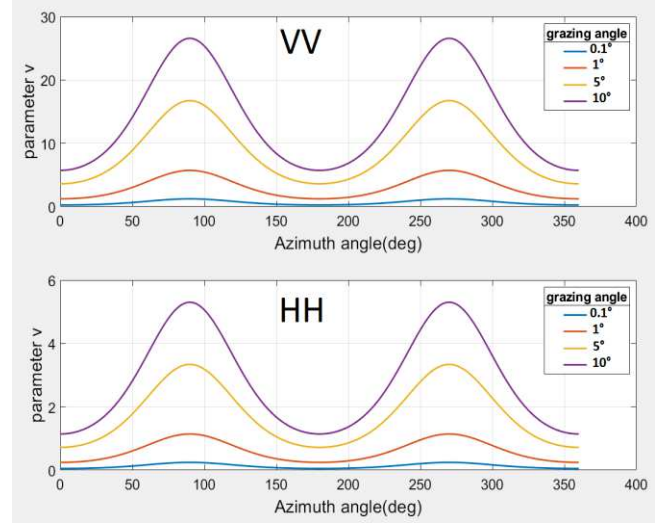 VV
parameter v
30
20
10
0
0 50 100 150 200 250 300 350 400
Azimuth angle(deg)
grazing angle
0.1°
1°
5°
10°
HH
parameter v
6
4
2
0
0 50 100 150 200 250 300 350 400
Azimuth angle(deg)
grazing angle
0.1°
1°
5°
10°